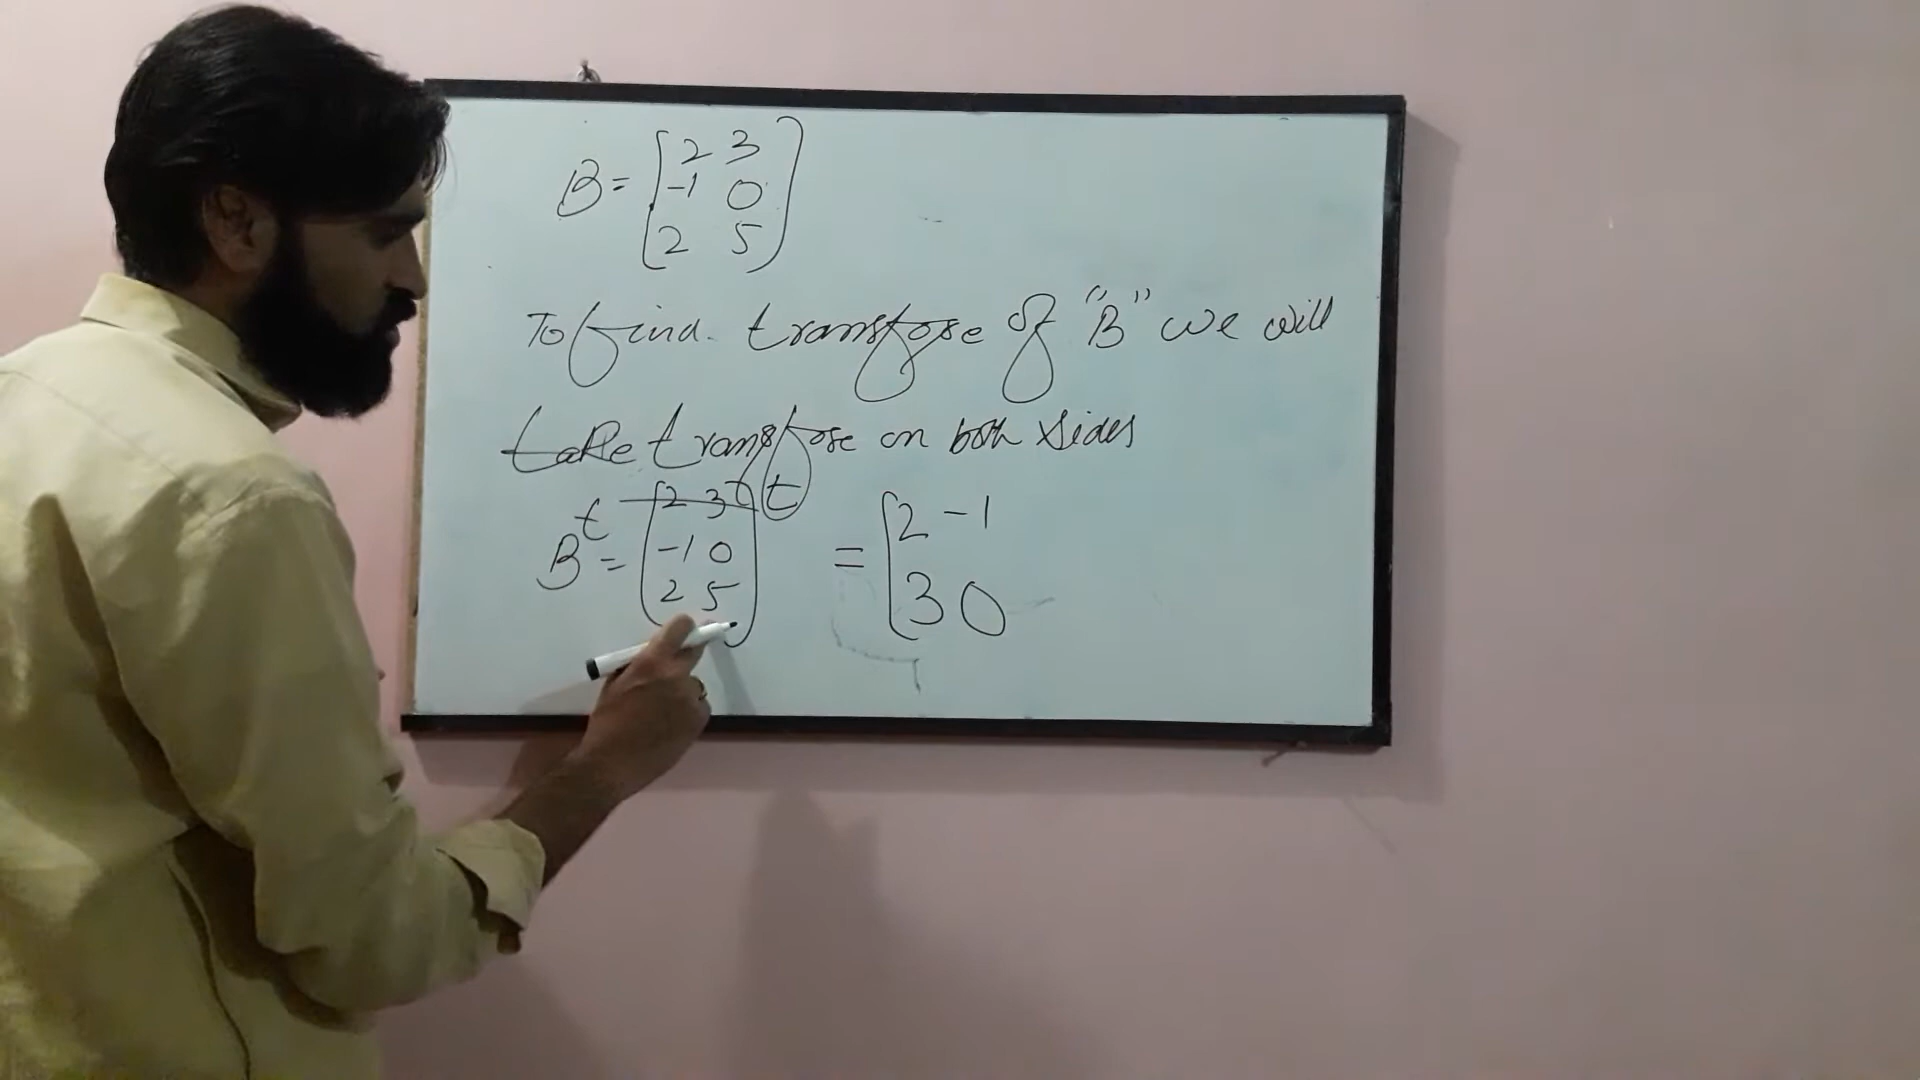 B = [2 3
-1 0
2 5]
To find transpose of "B" we will
take transpose on both sides
B^t = [2 3
-1 0
2 5]^t = [2 -1
3 0